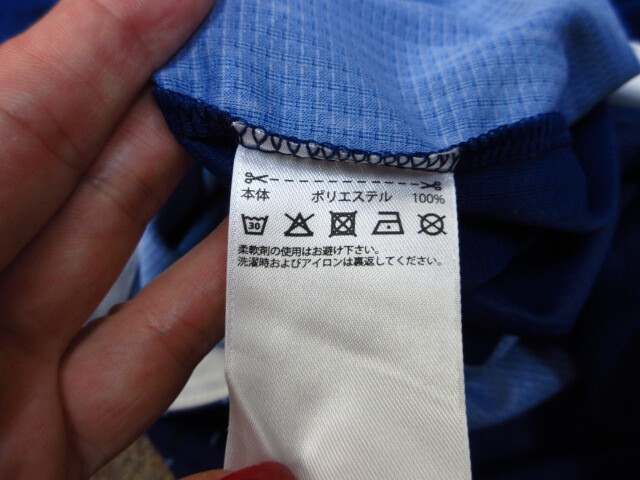 本体 ポリエステル 100%
30
柔軟剤の使用はお避け下さい。
洗濯時およびアイロンは裏返してください。